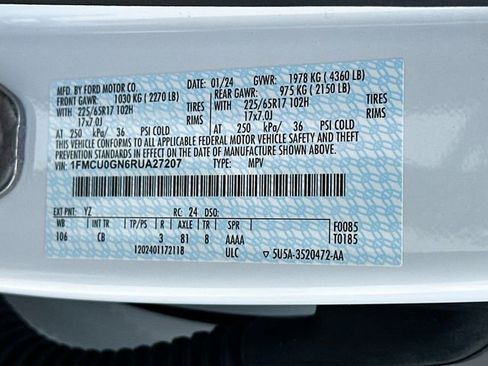 MFD. BY FORD MOTOR CO. 01/24 GVWR: 1978 KG ( 4360 LB)
FRONT GAWR: 1030 KG ( 2270 LB) REAR GAWR: 975 KG ( 2150 LB)
WITH 225/65R17 102H TIRES WITH 225/65R17 102H TIRES
17x7.0J RIMS 17x7.0J RIMS
AT 250 kPa/ 36 PSI COLD AT 250 kPa/ 36 PSI COLD
THIS VEHICLE CONFORMS TO ALL APPLICABLE FEDERAL MOTOR VEHICLE SAFETY AND THEFT
PREVENTION STANDARDS IN EFFECT ON THE DATE OF MANUFACTURE SHOWN ABOVE.
VIN: 1FMCU0GN6RUA27207 TYPE: MPV
EXT PNT: YZ RC: 24 DSO:
WB INT TR TP/PS R AXLE TR SPR F0085
106 CB 3 81 8 AAAA T0185
1202401172118 ULC 5U5A-3520472-AA